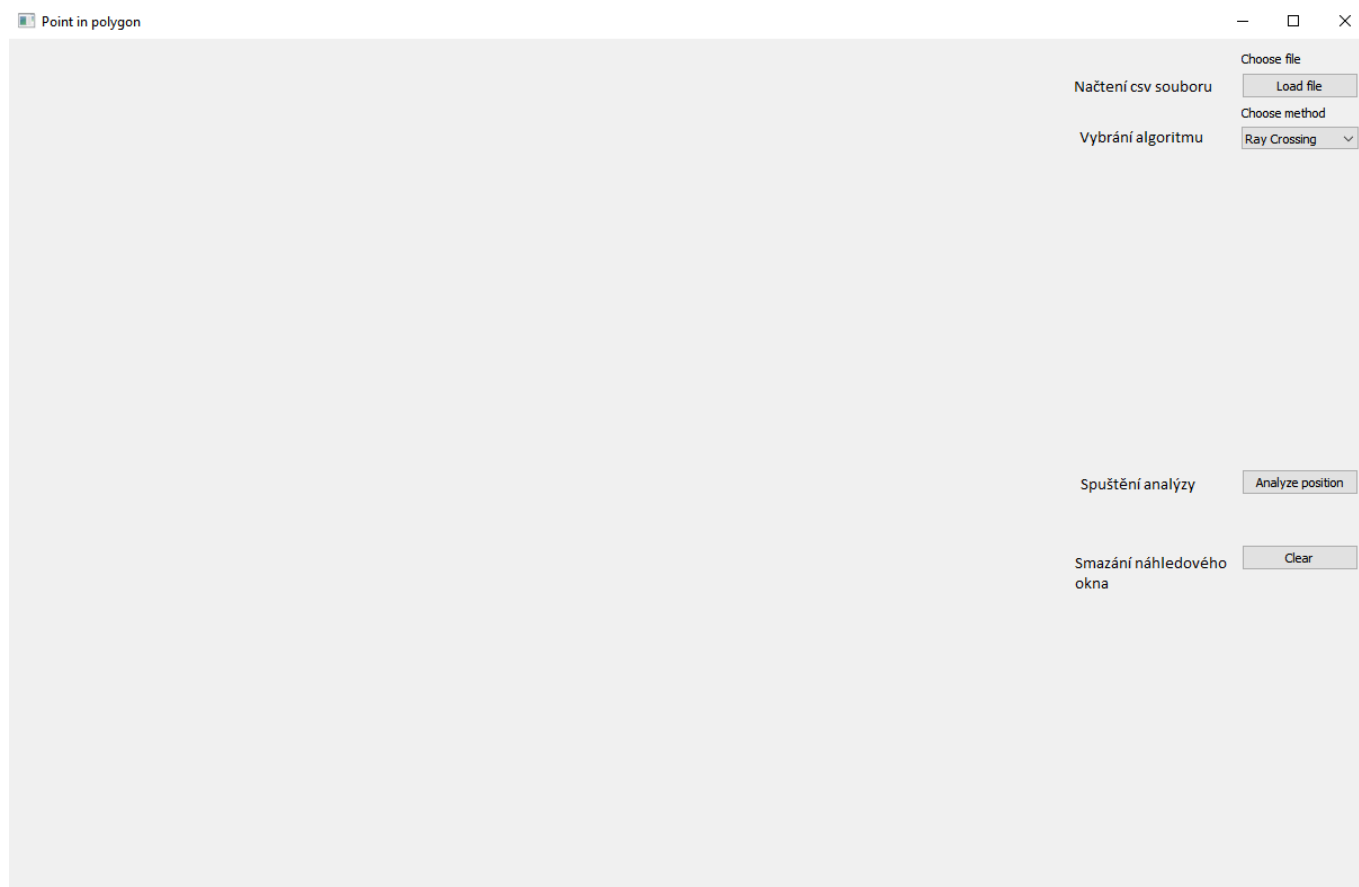 Point in polygon
Choose file
Načtení csv souboru
Load file
Choose method
Vybrání algoritmu
Ray Crossing
Spuštění analýzy
Analyze position
Smazání náhledového
okna
Clear